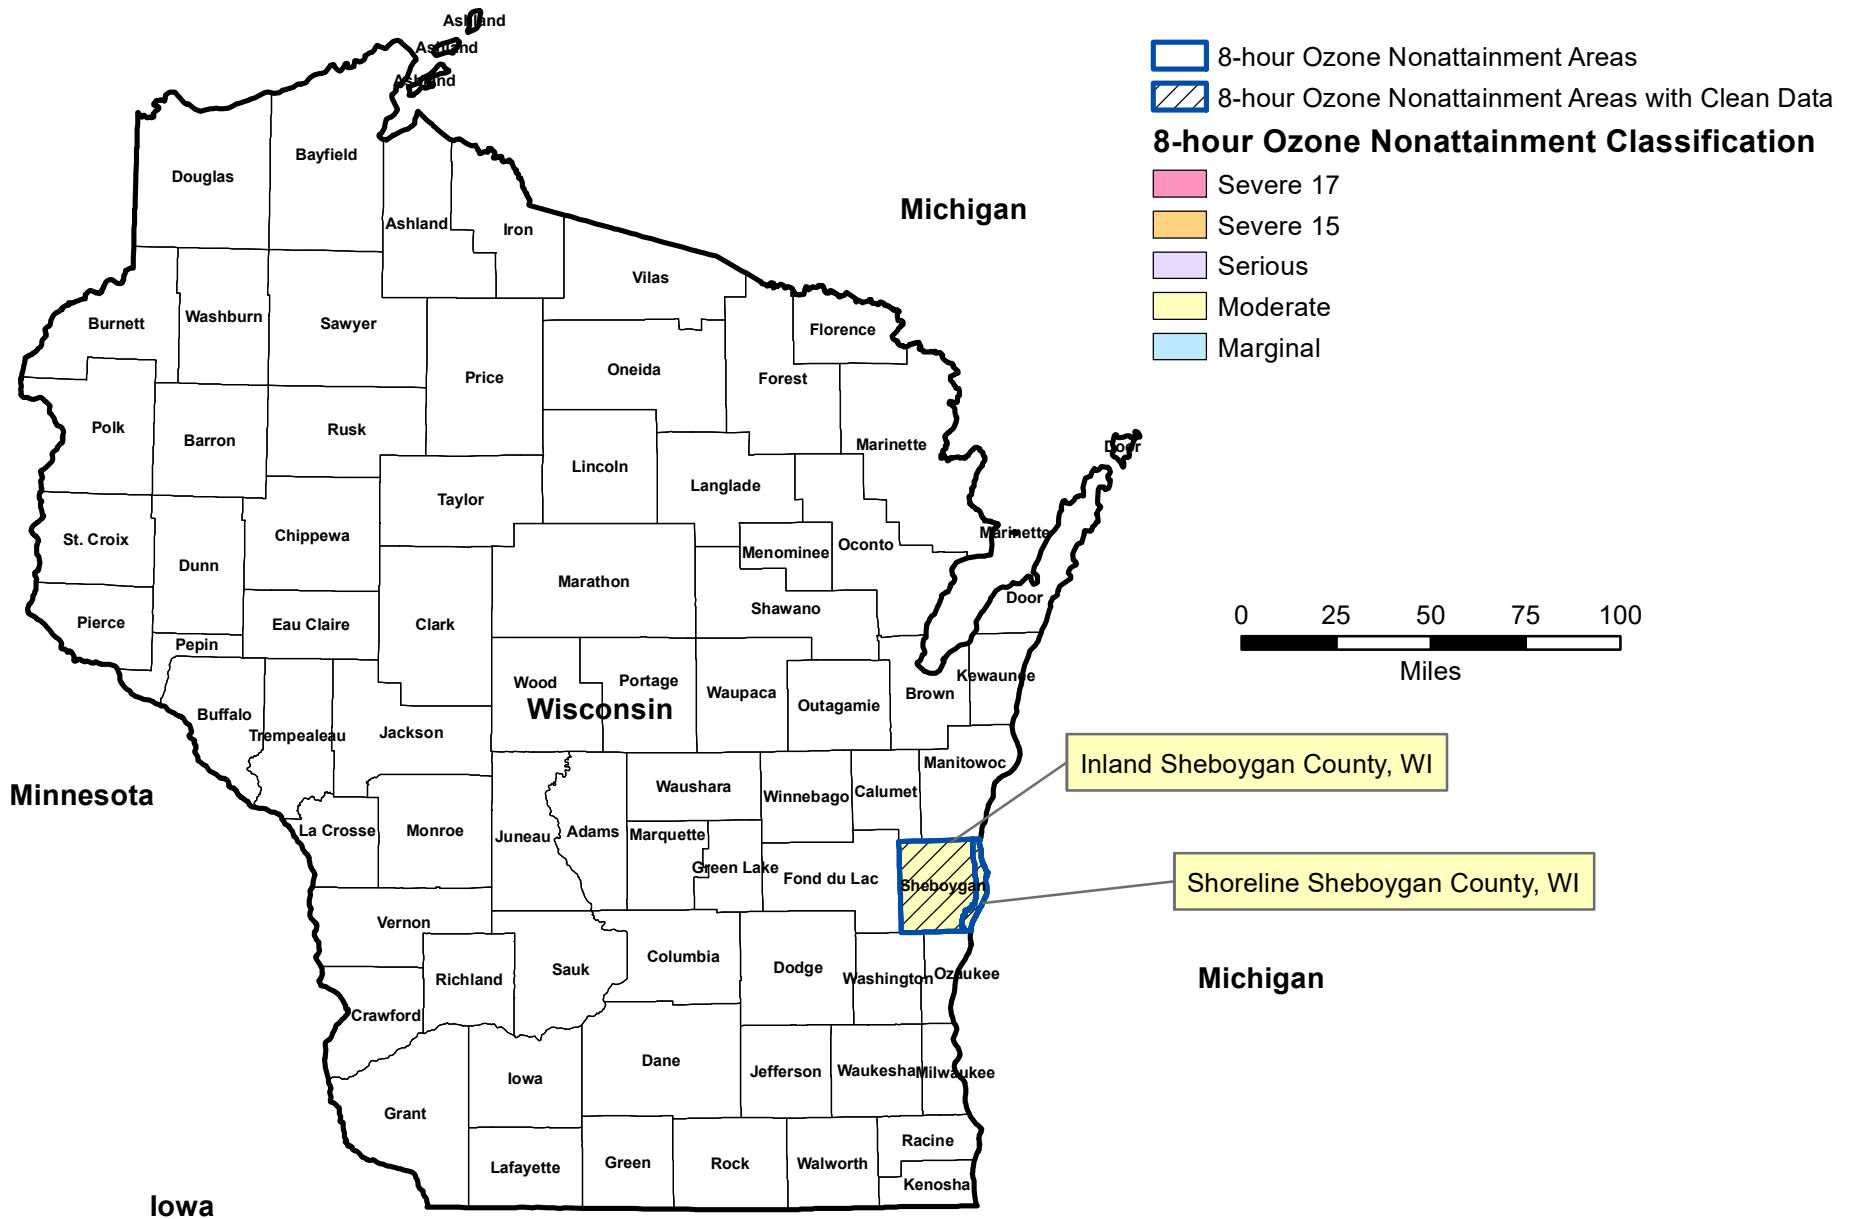 Ashland
Ashland
Ashland
8-hour Ozone Nonattainment Areas
8-hour Ozone Nonattainment Areas with Clean Data
8-hour Ozone Nonattainment Classification
Severe 17
Severe 15
Serious
Moderate
Marginal
Michigan
Douglas
Bayfield
Ashland
Iron
Vilas
Burnett
Washburn
Sawyer
Florence
Price
Oneida
Forest
Polk
Barron
Rusk
Marinette
Door
Lincoln
Langlade
Taylor
St. Croix
Chippewa
Marinette
Dunn
Menominee
Oconto
Marathon
Door
Shawano
Pierce
Eau Claire
Clark
Pepin
0 25 50 75 100
Miles
Wood
Portage
Waupaca
Outagamie
Brown
Kewaunee
Wisconsin
Buffalo
Trempealeau
Jackson
Manitowoc
Inland Sheboygan County, WI
Minnesota
Waushara
Winnebago
Calumet
La Crosse
Monroe
Juneau
Adams
Marquette
Green Lake
Fond du Lac
Sheboygan
Shoreline Sheboygan County, WI
Vernon
Columbia
Richland
Sauk
Dodge
Washington
Ozaukee
Michigan
Crawford
Dane
Iowa
Jefferson
Waukesha
Milwaukee
Grant
Racine
Lafayette
Green
Rock
Walworth
Kenosha
Iowa